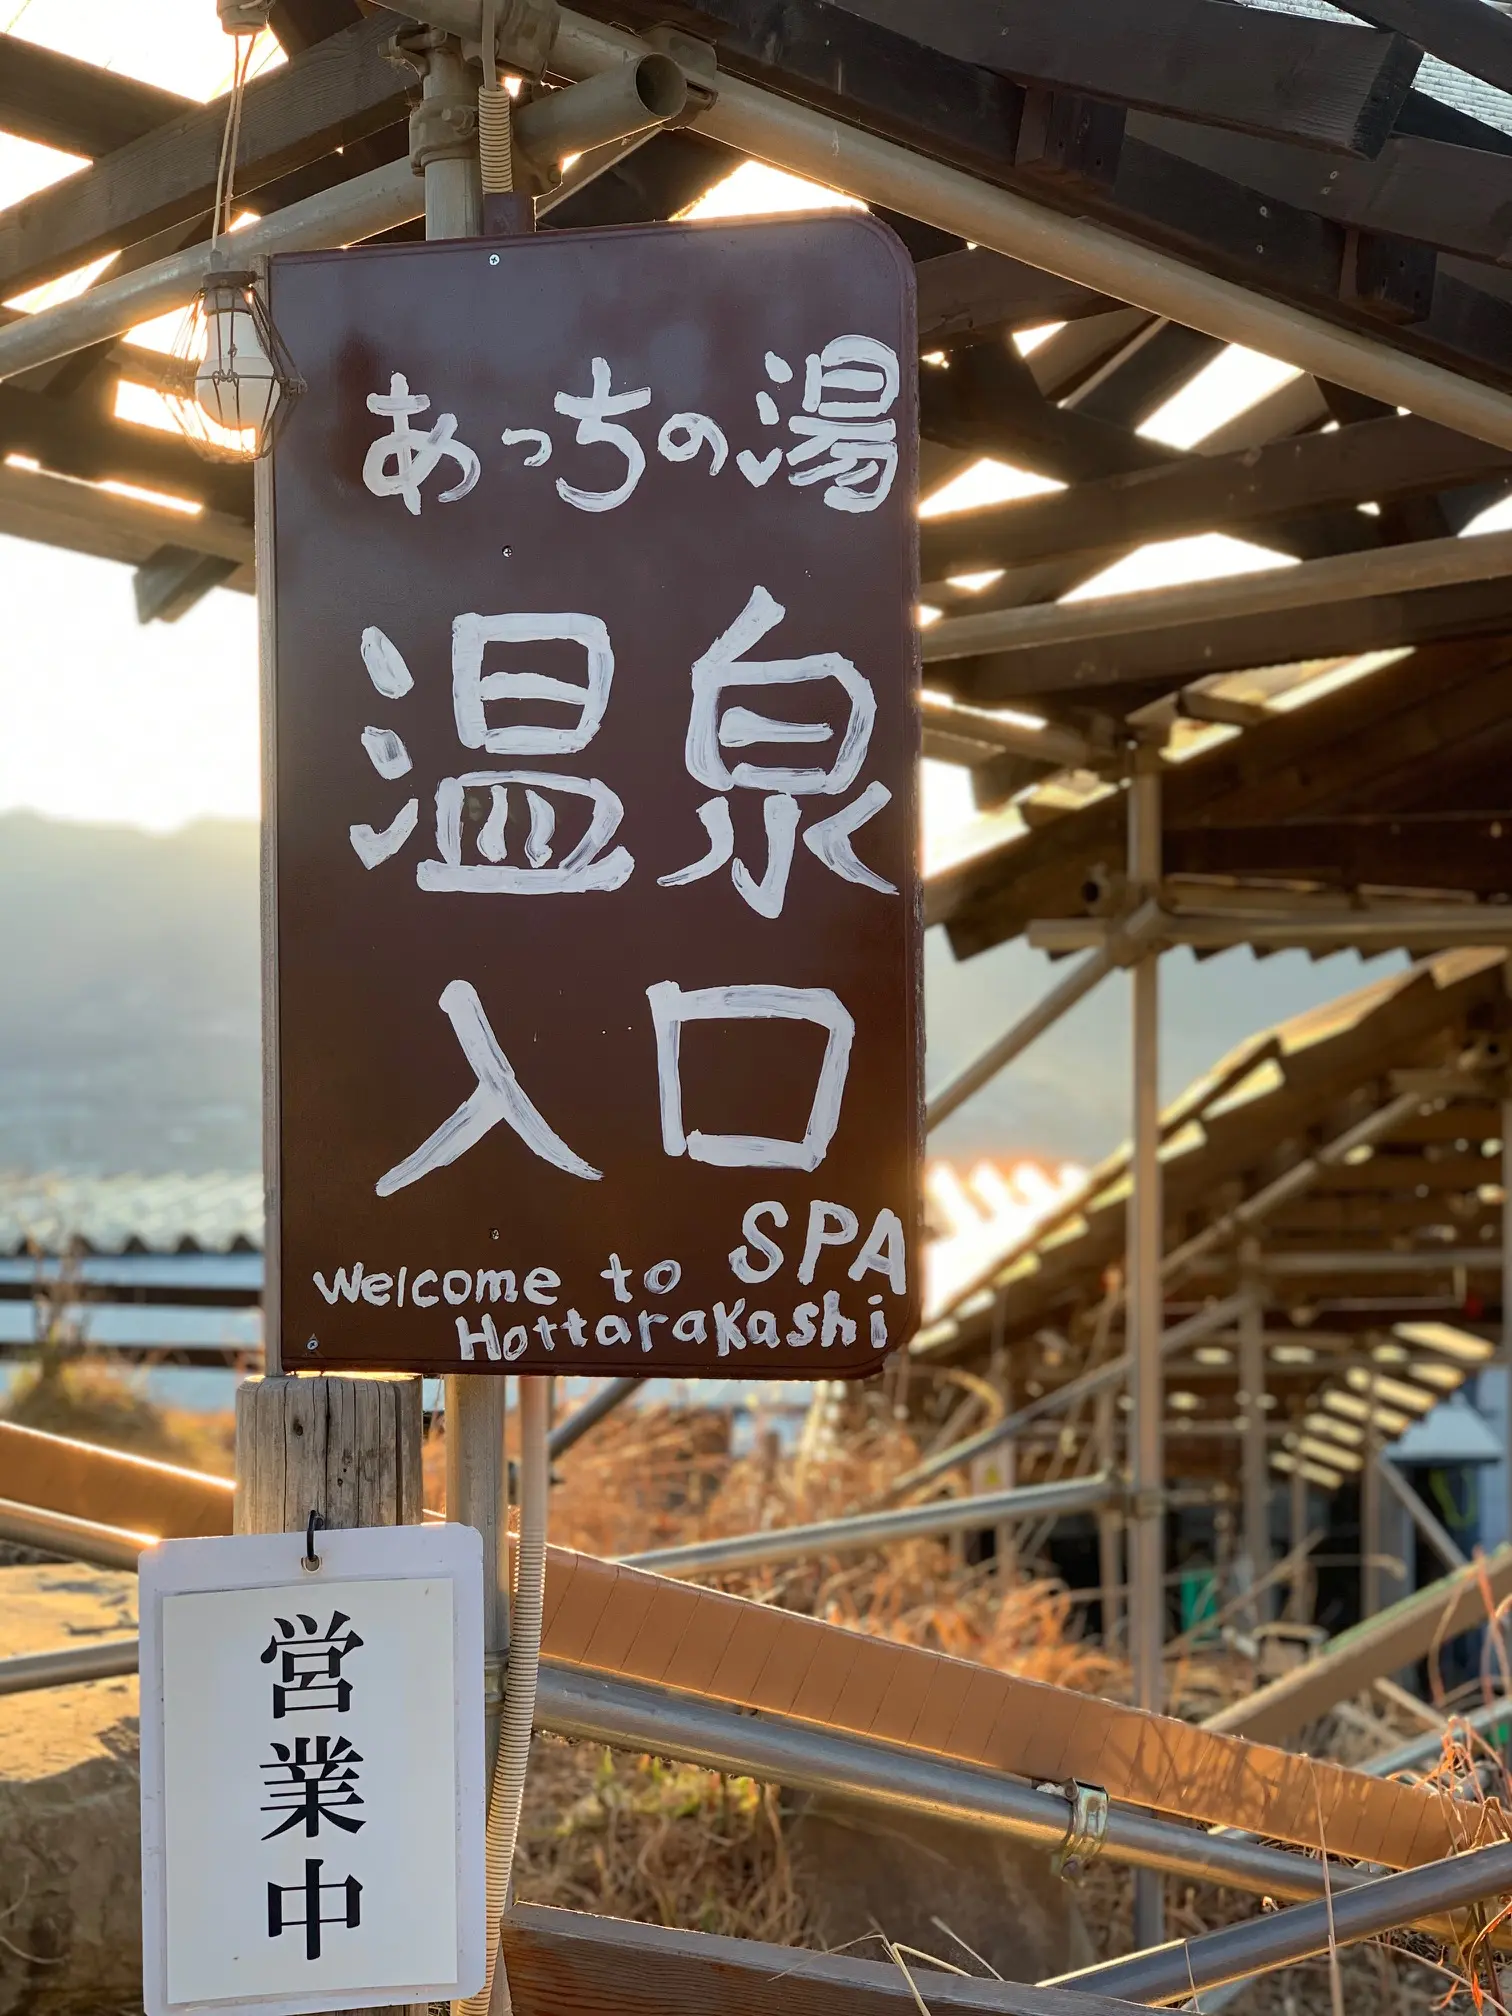 あっちの湯
温泉
入口
Welcome to SPA
Hottarakashi
営業中